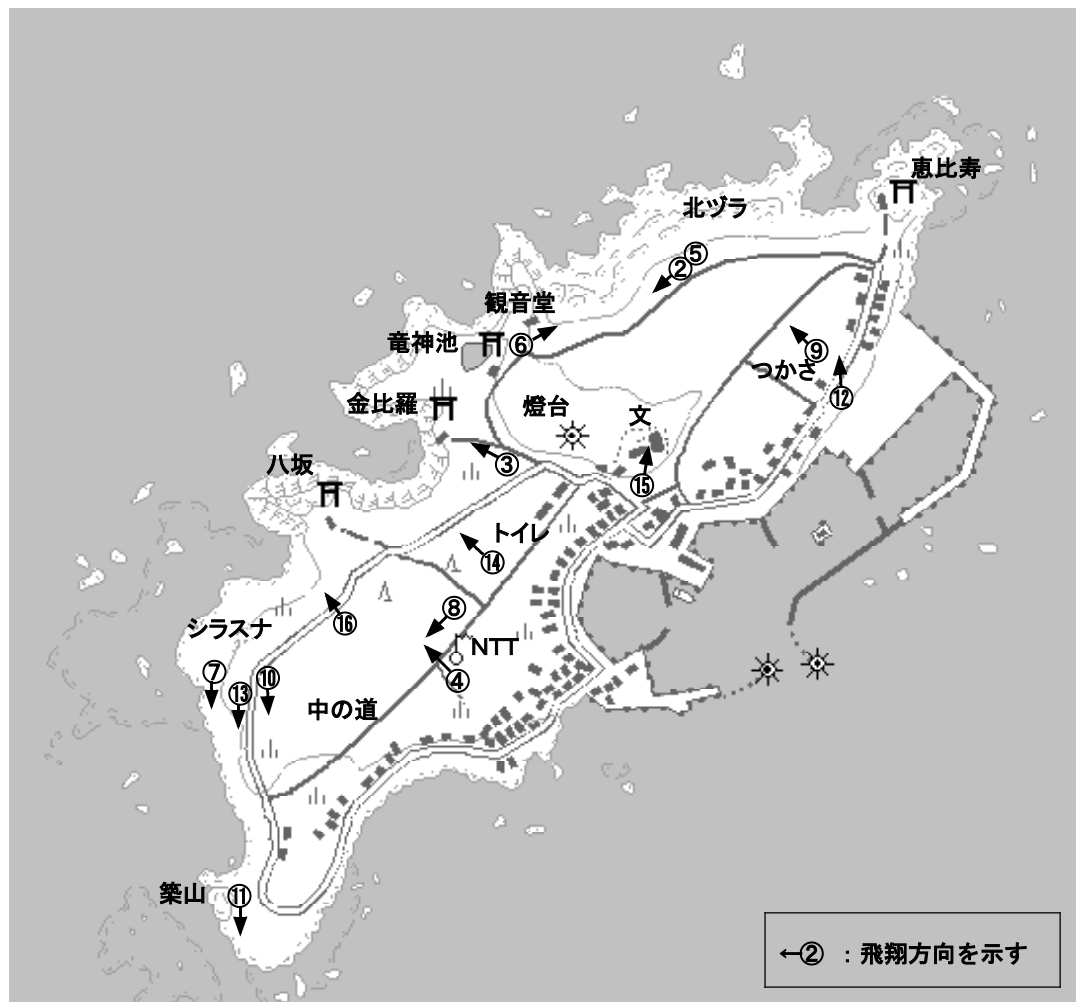 恵比寿
北ヅラ
⑤
②
観音堂
⑥
竜神池
⑨
つかさ
⑫
金比羅
燈台
文
③
⑮
八坂
トイレ
⑭
⑯
⑧
シラスナ
NTT
④
⑦
⑬
⑩
中の道
築山
⑪
←② ：飛翔方向を示す